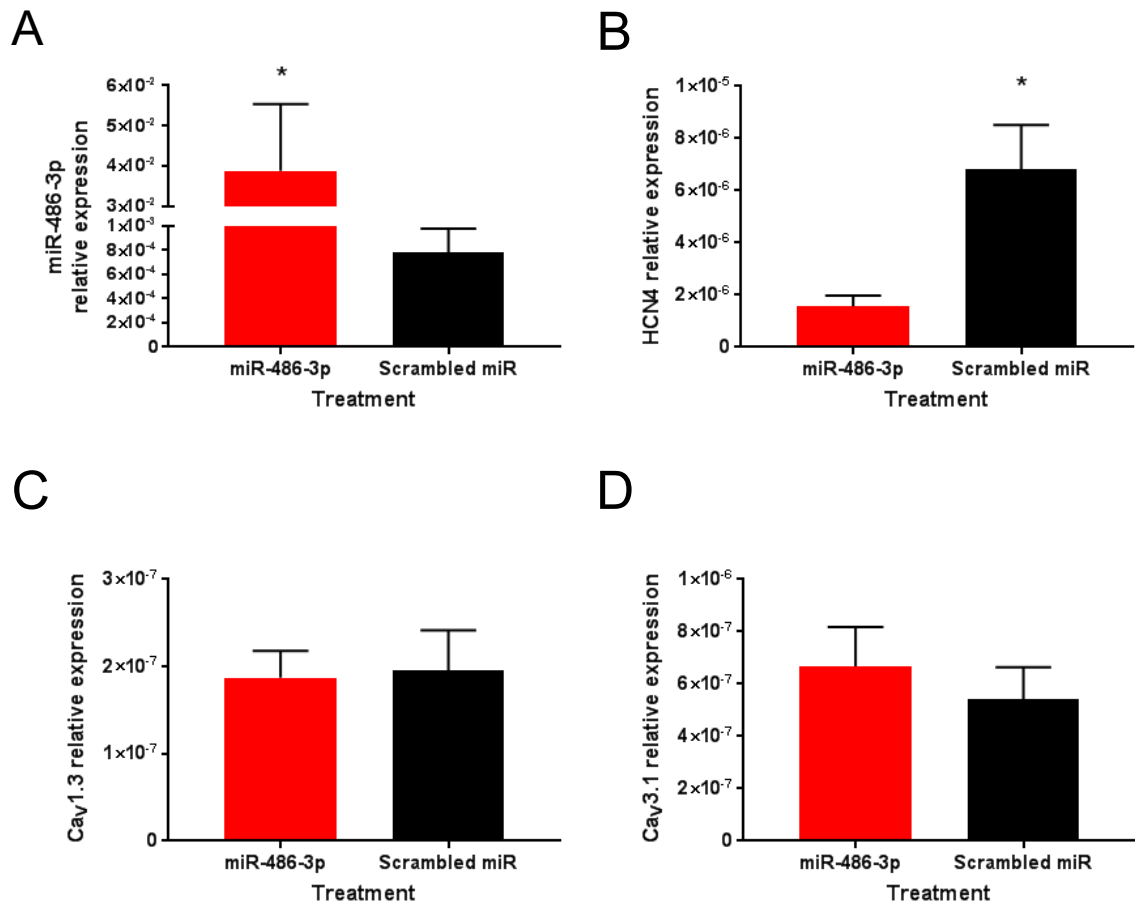 A
*
miR-486-3p
relative expression
6×10⁻²
5×10⁻²
4×10⁻²
3×10⁻²
1×10⁻³
8×10⁻⁴
6×10⁻⁴
4×10⁻⁴
2×10⁻⁴
0
miR-486-3p Scrambled miR
Treatment
B
*
HCN4 relative expression
1×10⁻⁵
8×10⁻⁶
6×10⁻⁶
4×10⁻⁶
2×10⁻⁶
0
miR-486-3p Scrambled miR
Treatment
C
Caᵥ1.3 relative expression
3×10⁻⁷
2×10⁻⁷
1×10⁻⁷
0
miR-486-3p Scrambled miR
Treatment
D
Caᵥ3.1 relative expression
1×10⁻⁶
8×10⁻⁷
6×10⁻⁷
4×10⁻⁷
2×10⁻⁷
0
miR-486-3p Scrambled miR
Treatment